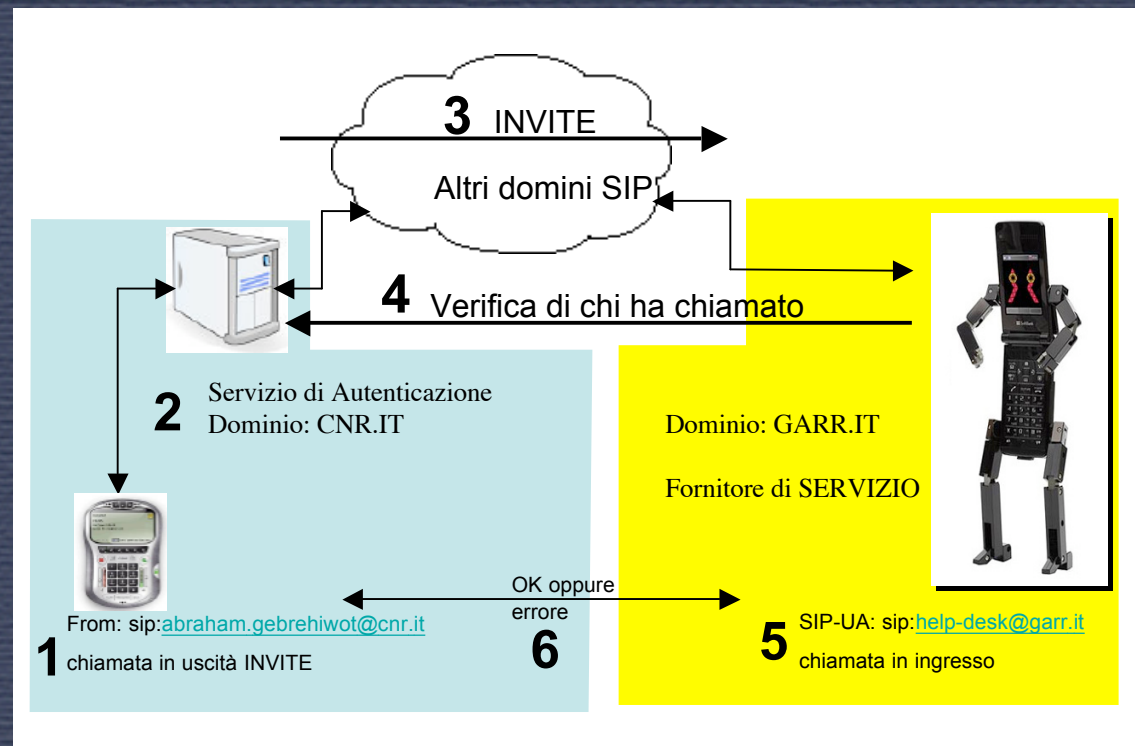 3 INVITE
Altri domini SIP
4 Verifica di chi ha chiamato
2 Servizio di Autenticazione
Dominio: CNR.IT
Dominio: GARR.IT
Fornitore di SERVIZIO
OK oppure
errore
6
1 From: sip:abraham.gebrehiwot@cnr.it
chiamata in uscità INVITE
5 SIP-UA: sip:help-desk@garr.it
chiamata in ingresso